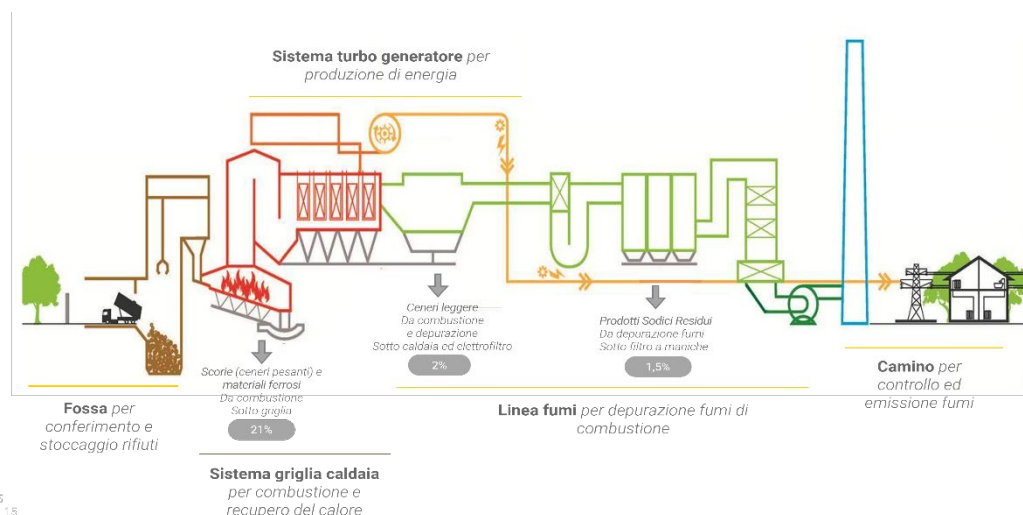 Sistema turbo generatore per
produzione di energia
Ceneri leggere
Da combustione
e depurazione
Sotto caldaia ed elettrofiltro
2%
Prodotti Sodici Residui
Da depurazione fumi
Sotto filtro a maniche
1,5%
Scorie (ceneri pesanti) e
materiali ferrosi
Da combustione
Sotto griglia
21%
Fossa per
conferimento e
stoccaggio rifiuti
Sistema griglia caldaia
per combustione e
recupero del calore
Linea fumi per depurazione fumi di
combustione
Camino per
controllo ed
emissione fumi
15